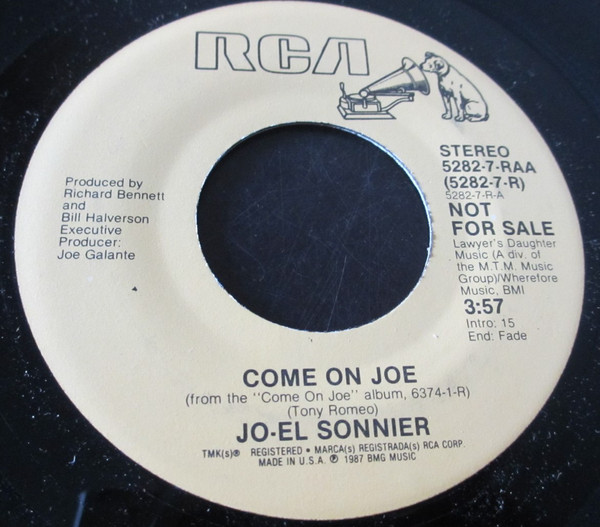 RCA
STEREO
5282-7-RAA
(5282-7-R)
5282-7-R-A
NOT
FOR SALE
Lawyer's Daughter
Music (A div. of
the M.T.M. Music
Group)/Wherefore
Music, BMI
3:57
Intro: 15
End: Fade
Produced by
Richard Bennett
and
Bill Halverson
Executive
Producer:
Joe Galante
COME ON JOE
(from the "Come On Joe" album, 6374-1-R)
(Tony Romeo)
JO-EL SONNIER
TMK(s)® REGISTERED • MARCA(s) REGISTRADA(s) RCA CORP.
MADE IN U.S.A. ℗ 1987 BMG MUSIC